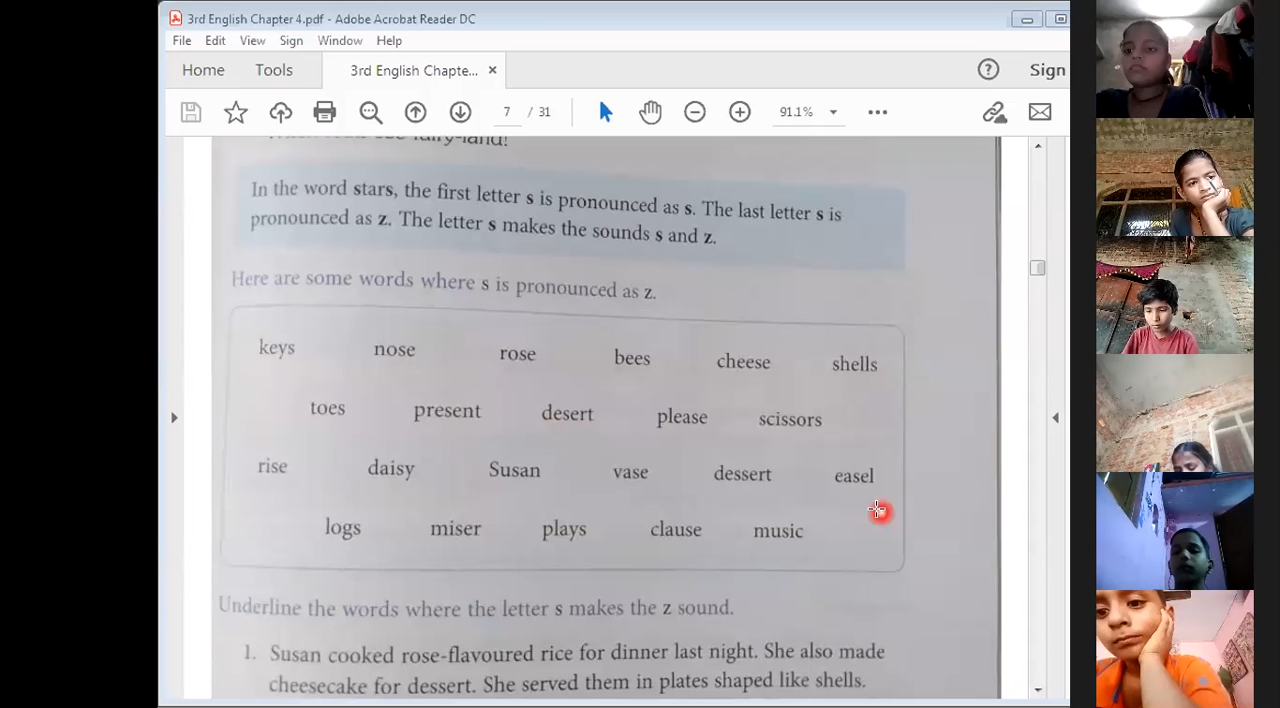 3rd English Chapter 4.pdf - Adobe Acrobat Reader DC
File Edit View Sign Window Help
Home Tools 3rd English Chapte... × Sign
7 / 31 91.1%
In the word stars, the first letter s is pronounced as s. The last letter s is
pronounced as z. The letter s makes the sounds s and z.
Here are some words where s is pronounced as z.
keys nose rose bees cheese shells
toes present desert please scissors
rise daisy Susan vase dessert easel
logs miser plays clause music
Underline the words where the letter s makes the z sound.
1. Susan cooked rose-flavoured rice for dinner last night. She also made
cheesecake for dessert. She served them in plates shaped like shells.